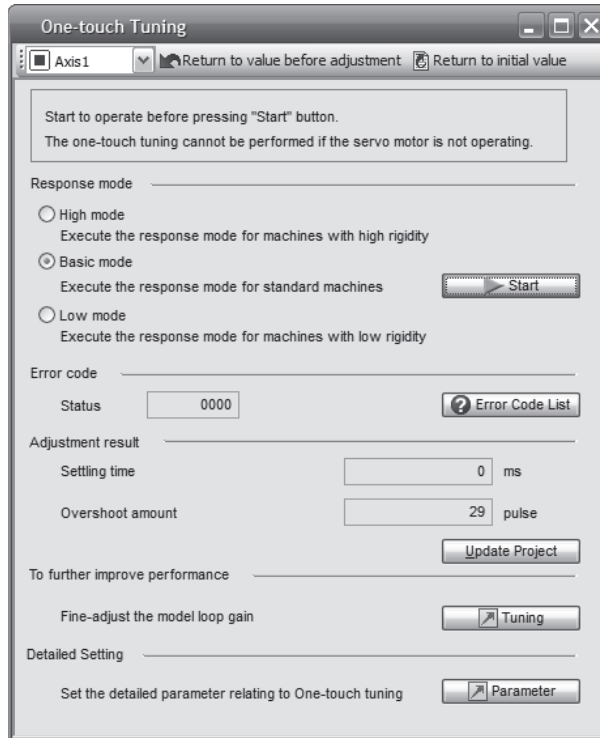 One-touch Tuning
Axis1 Return to value before adjustment Return to initial value
Start to operate before pressing "Start" button.
The one-touch tuning cannot be performed if the servo motor is not operating.
Response mode
High mode
Execute the response mode for machines with high rigidity
Basic mode
Execute the response mode for standard machines Start
Low mode
Execute the response mode for machines with low rigidity
Error code
Status 0000 Error Code List
Adjustment result
Settling time 0 ms
Overshoot amount 29 pulse
Update Project
To further improve performance
Fine-adjust the model loop gain Tuning
Detailed Setting
Set the detailed parameter relating to One-touch tuning Parameter